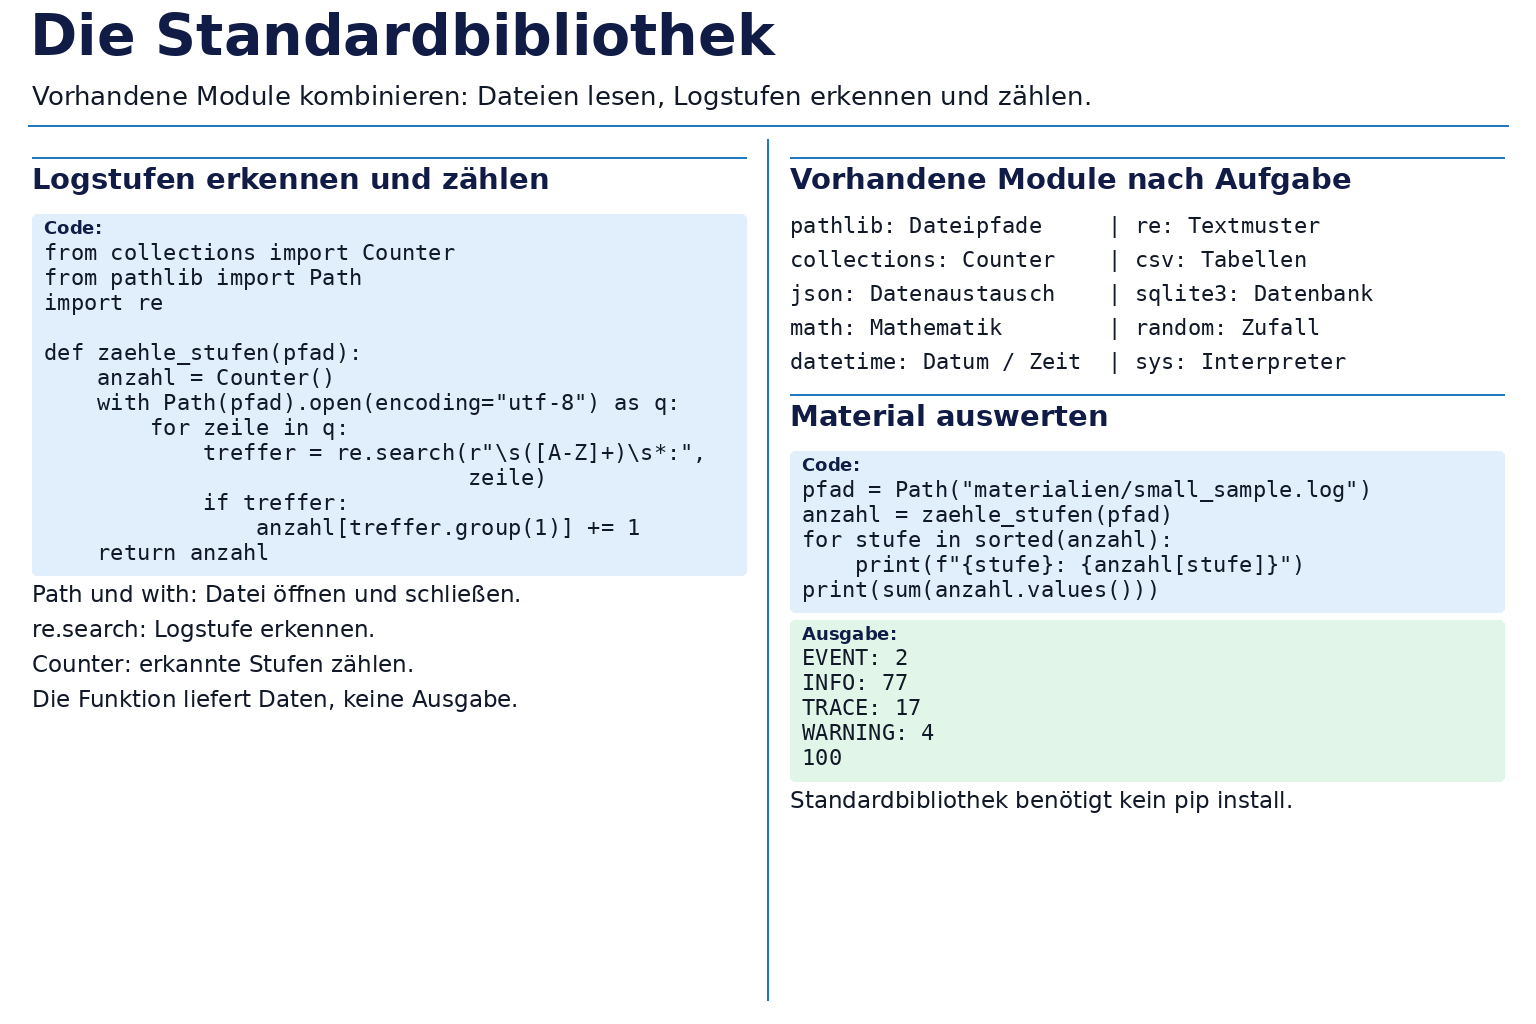 Die Standardbibliothek
Vorhandene Module kombinieren: Dateien lesen, Logstufen erkennen und zählen.
Logstufen erkennen und zählen
Code:
from collections import Counter
from pathlib import Path
import re

def zaehle_stufen(pfad):
    anzahl = Counter()
    with Path(pfad).open(encoding="utf-8") as q:
        for zeile in q:
            treffer = re.search(r"\s([A-Z]+)\s*:",
                                zeile)
            if treffer:
                anzahl[treffer.group(1)] += 1
    return anzahl
Path und with: Datei öffnen und schließen.
re.search: Logstufe erkennen.
Counter: erkannte Stufen zählen.
Die Funktion liefert Daten, keine Ausgabe.
Vorhandene Module nach Aufgabe
pathlib: Dateipfade     | re: Textmuster
collections: Counter    | csv: Tabellen
json: Datenaustausch    | sqlite3: Datenbank
math: Mathematik        | random: Zufall
datetime: Datum / Zeit  | sys: Interpreter
Material auswerten
Code:
pfad = Path("materialien/small_sample.log")
anzahl = zaehle_stufen(pfad)
for stufe in sorted(anzahl):
    print(f"{stufe}: {anzahl[stufe]}")
print(sum(anzahl.values()))
Ausgabe:
EVENT: 2
INFO: 77
TRACE: 17
WARNING: 4
100
Standardbibliothek benötigt kein pip install.